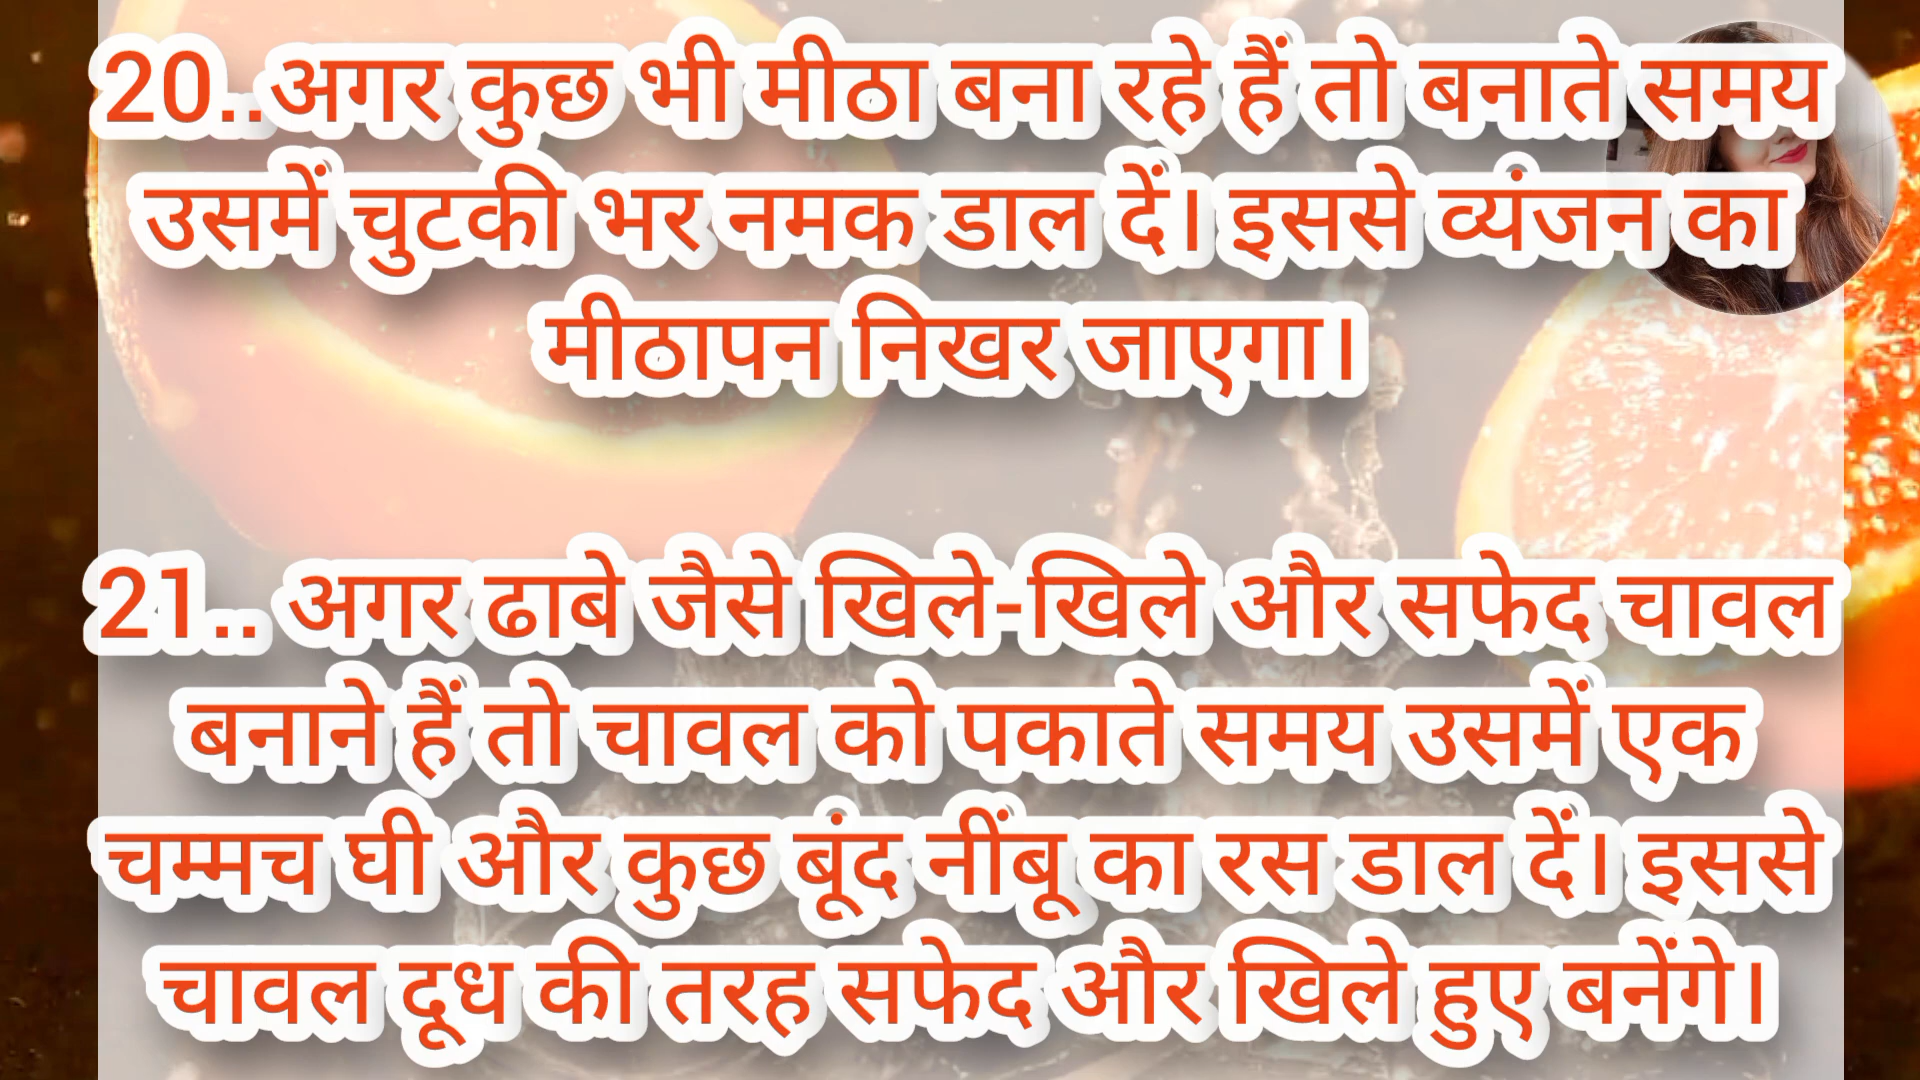 20..अगर कुछ भी मीठा बना रहे हैं तो बनाते समय
उसमें चुटकी भर नमक डाल दें। इससे व्यंजन का
मीठापन निखर जाएगा।
21.. अगर ढाबे जैसे खिले-खिले और सफेद चावल
बनाने हैं तो चावल को पकाते समय उसमें एक
चम्मच घी और कुछ बूंद नींबू का रस डाल दें। इससे
चावल दूध की तरह सफेद और खिले हुए बनेंगे।